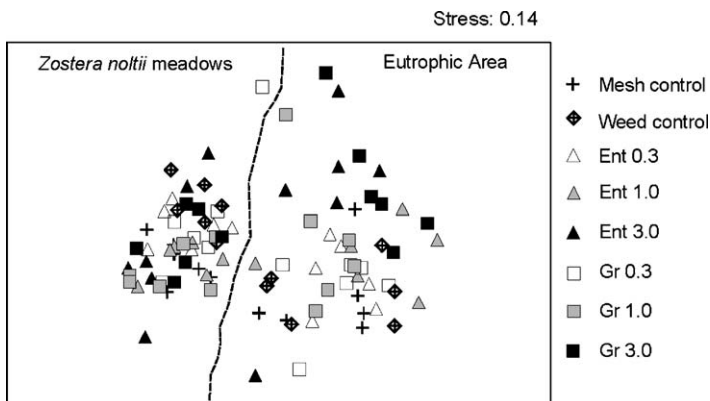 Stress: 0.14
Zostera noltii meadows
Eutrophic Area
Mesh control
Weed control
Ent 0.3
Ent 1.0
Ent 3.0
Gr 0.3
Gr 1.0
Gr 3.0